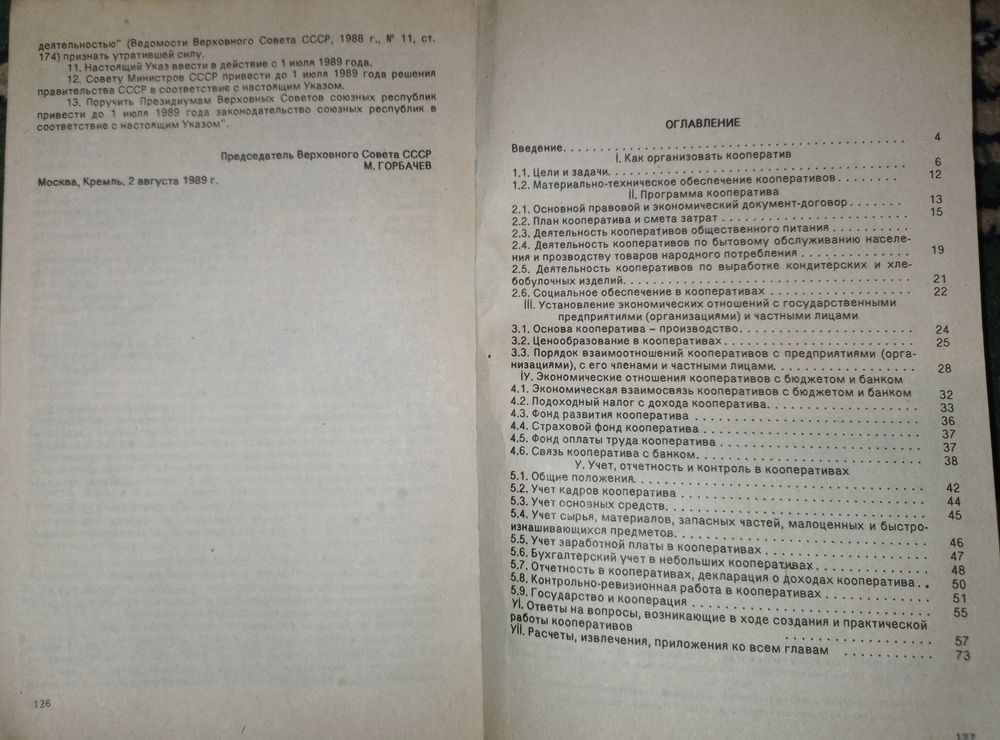 деятельностью" (Ведомости Верховного Совета СССР, 1988 г., № 11, ст.
174) признать утратившей силу.
11. Настоящий Указ ввести в действие с 1 июля 1989 года.
12. Совету Министров СССР привести до 1 июля 1989 года решения
правительства СССР в соответствие с настоящим Указом.
13. Поручить Президиумам Верховных Советов союзных республик
привести до 1 июля 1989 года законодательство союзных республик в
соответствие с настоящим Указом".
Председатель Верховного Совета СССР
М. ГОРБАЧЕВ
Москва, Кремль. 2 августа 1989 г.
126
ОГЛАВЛЕНИЕ
Введение. . . . . . . . . . 4
I. Как организовать кооператив
1.1. Цели и задачи. . . . . . . . . . 6
1.2. Материально-техническое обеспечение кооперативов . . . . . . . . 12
II. Программа кооператива
2.1. Основной правовой и экономический документ-договор . . . . . . . 13
2.2. План кооператива и смета затрат . . . . . . . . . . 15
2.3. Деятельность кооперативов общественного питания . . . . . . . . . .
2.4. Деятельность кооперативов по бытовому обслуживанию населе-
ния и прозводству товаров народного потребления . . . . . . . . . . 19
2.5. Деятельность кооперативов по выработке кондитерских и хле-
бобулочных изделий. . . . . . . . . . 21
2.6. Социальное обеспечение в кооперативах . . . . . . . . . . 22
III. Установление экономических отношений с государственными
предприятиями (организациями) и частными лицами
3.1. Основа кооператива – производство. . . . . . . . . . 24
3.2. Ценообразование в кооперативах. . . . . . . . . . 25
3.3. Порядок взаимоотношений кооперативов с предприятиями (орга-
низациями), с его членами и частными лицами. . . . . . . . . . 28
IУ. Экономические отношения кооперативов с бюджетом и банком
4.1. Экономическая взаимосвязь кооперативов с бюджетом и банком 32
4.2. Подоходный налог с дохода кооператива. . . . . . . . . . 33
4.3. Фонд развития кооператива . . . . . . . . . . 36
4.4. Страховой фонд кооператива . . . . . . . . . . 37
4.5. Фонд оплаты труда кооператива . . . . . . . . . . 37
4.6. Связь кооператива с банком. . . . . . . . . . 38
У. Учет, отчетность и контроль в кооперативах
5.1. Общие положения. . . . . . . . . . 42
5.2. Учет кадров кооператива . . . . . . . . . . 44
5.3. Учет основных средств. . . . . . . . . . 45
5.4. Учет сырья, материалов, запасных частей, малоценных и быстро-
изнашивающихся предметов. . . . . . . . . . 46
5.5. Учет заработной платы в кооперативах . . . . . . . . . . 47
5.6. Бухгалтерский учет в небольших кооперативах. . . . . . . . . . 48
5.7. Отчетность в кооперативах, декларация о доходах кооператива . . 50
5.8. Контрольно-ревизионная работа в кооперативах . . . . . . . . . . 51
5.9. Государство и кооперация . . . . . . . . . . 55
УI. Ответы на вопросы, возникающие в ходе создания и практической
работы кооперативов . . . . . . . . . . 57
УII. Расчеты, извлечения, приложения ко всем главам . . . . . . . . . . 73
127